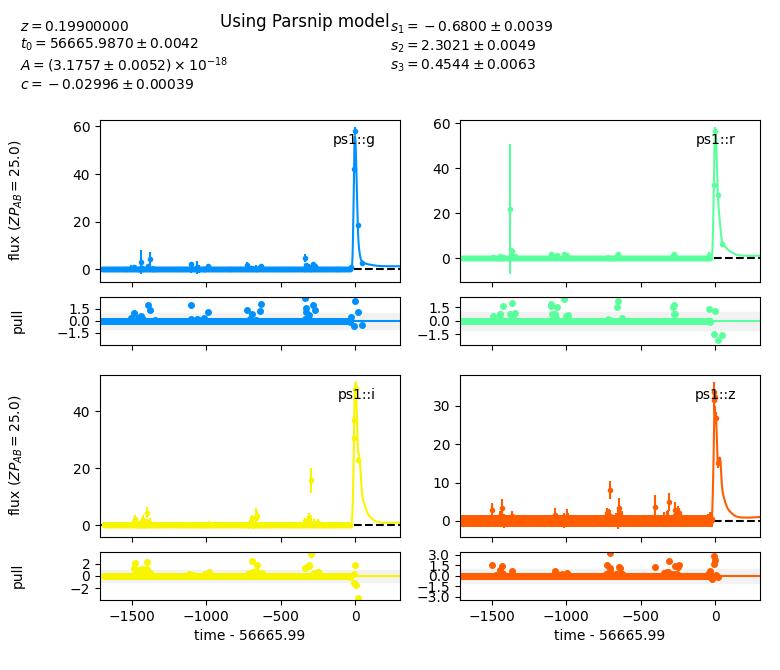 Using Parsnip model
z = 0.19900000
t₀ = 56665.9870 ± 0.0042
A = (3.1757 ± 0.0052) × 10⁻¹⁸
c = −0.02996 ± 0.00039
s₁ = −0.6800 ± 0.0039
s₂ = 2.3021 ± 0.0049
s₃ = 0.4544 ± 0.0063
flux (ZP_AB = 25.0)
60
40
20
0
ps1::g
60
40
20
0
ps1::r
pull
1.5
0.0
−1.5
1.5
0.0
−1.5
flux (ZP_AB = 25.0)
40
20
0
ps1::i
30
20
10
0
ps1::z
pull
2
0
−2
3.0
1.5
0.0
−1.5
−3.0
−1500 −1000 −500 0
time - 56665.99
−1500 −1000 −500 0
time - 56665.99